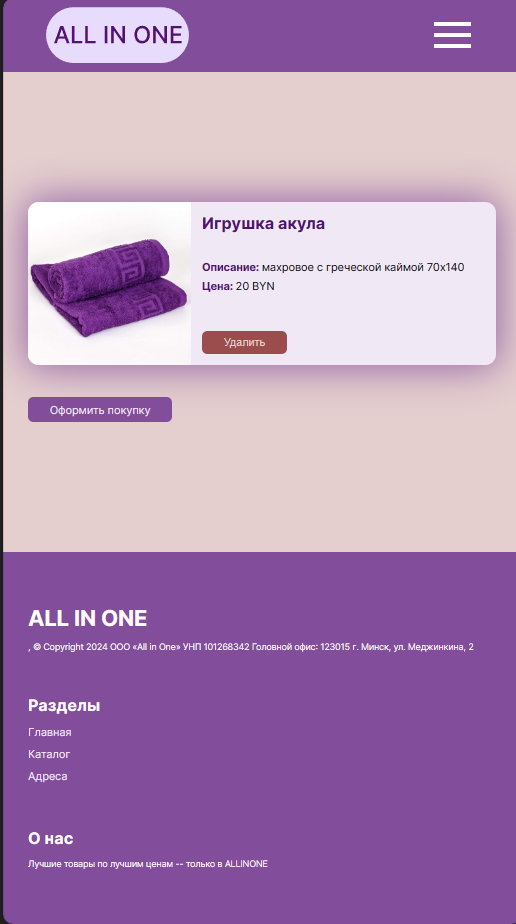 ALL IN ONE
Игрушка акула
Описание: махровое с греческой каймой 70х140
Цена: 20 BYN
Удалить
Оформить покупку
ALL IN ONE
, © Copyright 2024 ООО «All in One» УНП 101268342 Головной офис: 123015 г. Минск, ул. Меджинкина, 2
Разделы
Главная
Каталог
Адреса
О нас
Лучшие товары по лучшим ценам -- только в ALLINONE